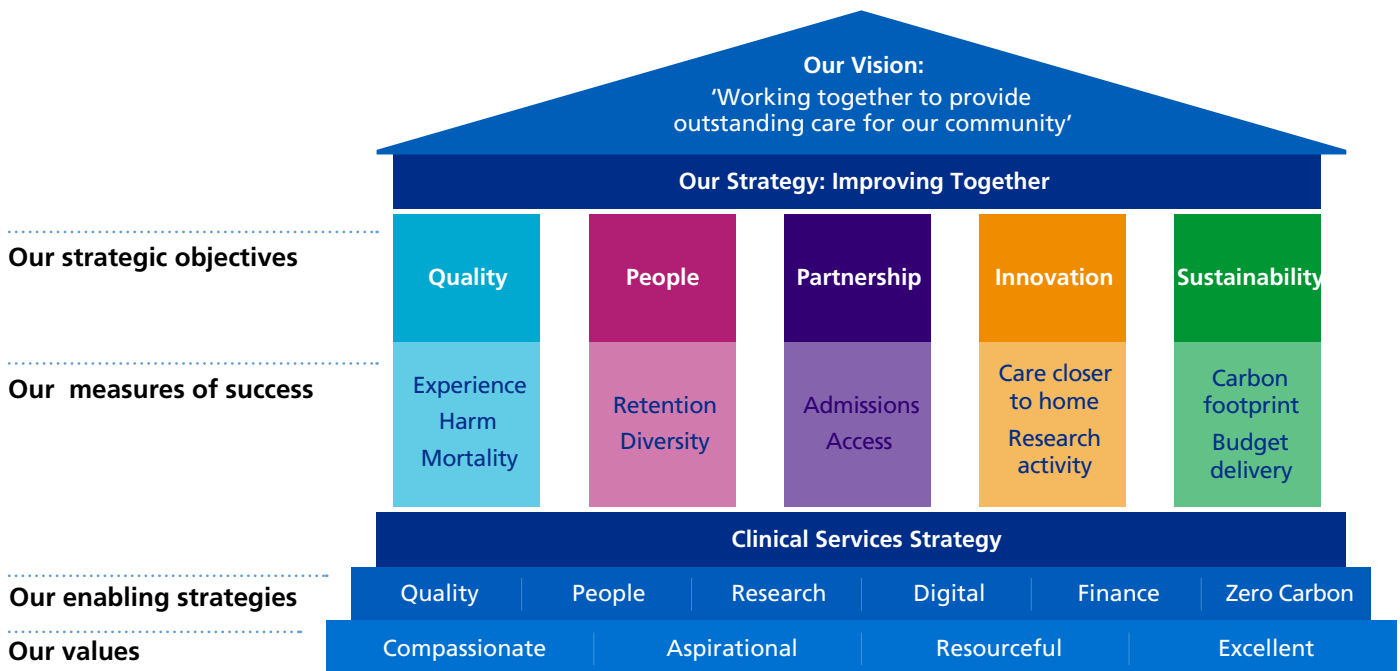 Our Vision:
'Working together to provide
outstanding care for our community'
Our Strategy: Improving Together
Our strategic objectives
Quality
People
Partnership
Innovation
Sustainability
Our measures of success
Experience
Harm
Mortality
Retention
Diversity
Admissions
Access
Care closer
to home
Research
activity
Carbon
footprint
Budget
delivery
Clinical Services Strategy
Our enabling strategies
Quality
People
Research
Digital
Finance
Zero Carbon
Our values
Compassionate
Aspirational
Resourceful
Excellent